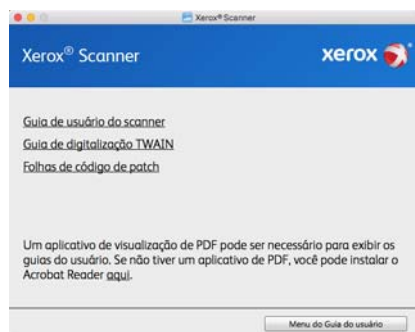 Xerox® Scanner
Xerox® Scanner
xerox
Guia de usuário do scanner
Guia de digitalização TWAIN
Folhas de código de patch
Um aplicativo de visualização de PDF pode ser necessário para exibir os
guias do usuário. Se não tiver um aplicativo de PDF, você pode instalar o
Acrobat Reader aqui.
Menu do Guia do usuário